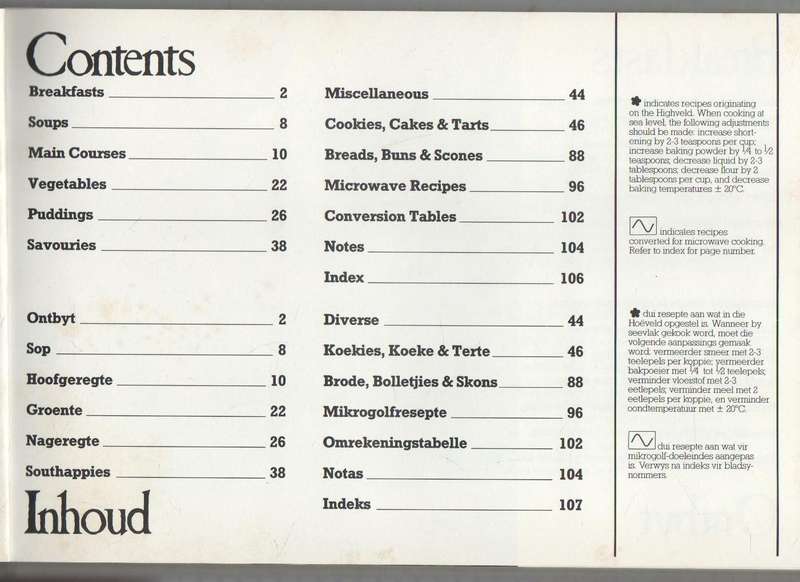 Contents
Breakfasts 2
Soups 8
Main Courses 10
Vegetables 22
Puddings 26
Savouries 38
Miscellaneous 44
Cookies, Cakes & Tarts 46
Breads, Buns & Scones 88
Microwave Recipes 96
Conversion Tables 102
Notes 104
Index 106
indicates recipes originating
on the Highveld. When cooking at
sea level, the following adjustments
should be made: increase short-
ening by 2-3 teaspoons per cup;
increase baking powder by ¼ to ½
teaspoons; decrease liquid by 2-3
tablespoons; decrease flour by 2
tablespoons per cup, and decrease
baking temperatures ± 20°C.
indicates recipes
converted for microwave cooking.
Refer to index for page number.
Ontbyt 2
Sop 8
Hoofgeregte 10
Groente 22
Nageregte 26
Southappies 38
Inhoud
Diverse 44
Koekies, Koeke & Terte 46
Brode, Bolletjies & Skons 88
Mikrogolfresepte 96
Omrekeningstabelle 102
Notas 104
Indeks 107
dui resepte aan wat in die
Hoëveld opgestel is. Wanneer by
seevlak gekook word, moet die
volgende aanpassings gemaak
word: vermeerder smeer met 2-3
teelepels per koppie; vermeerder
bakpoeier met ¼ tot ½ teelepels;
verminder vloeistof met 2-3
eetlepels; verminder meel met 2
eetlepels per koppie, en verminder
oondtemperatuur met ± 20°C.
dui resepte aan wat vir
mikrogolf-doeleindes aangepas
is. Verwys na indeks vir bladsy-
nommers.